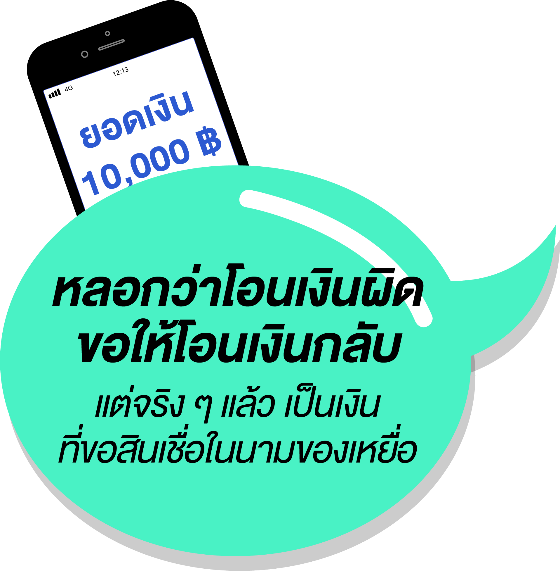 4G
12:13
ยอดเงิน
10,000 ฿
หลอกว่าโอนเงินผิด
ขอให้โอนเงินกลับ
แต่จริง ๆ แล้ว เป็นเงิน
ที่ขอสินเชื่อในนามของเหยื่อ